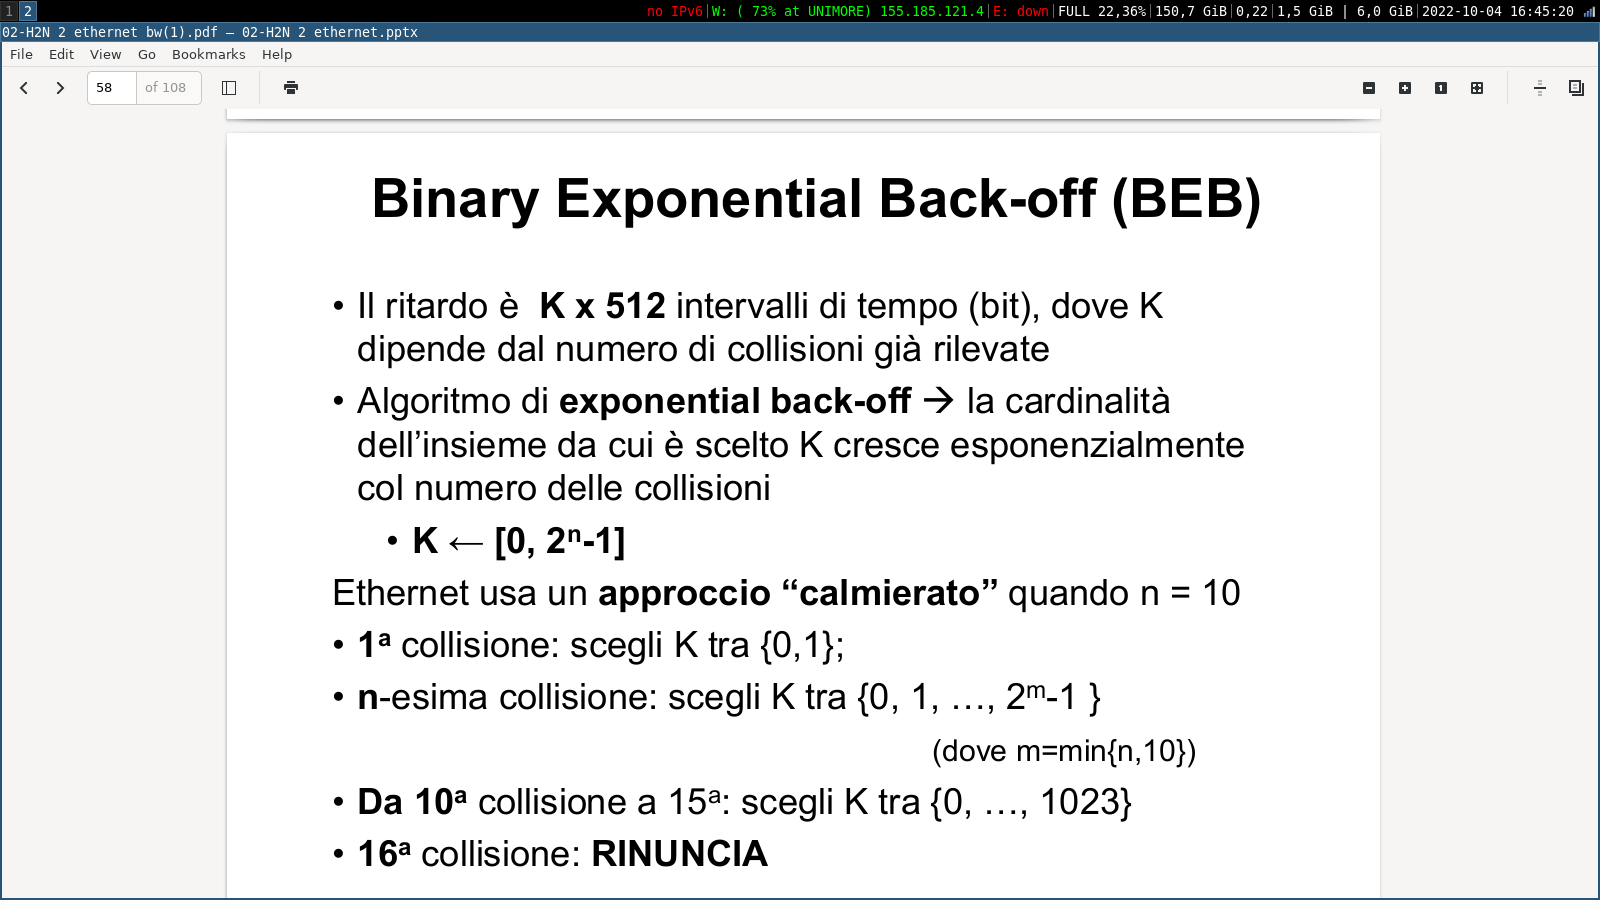 1 2 no IPv6|W: ( 73% at UNIMORE) 155.185.121.4|E: down|FULL 22,36%|150,7 GiB|0,22|1,5 GiB | 6,0 GiB|2022-10-04 16:45:20
02-H2N 2 ethernet bw(1).pdf — 02-H2N 2 ethernet.pptx
File Edit View Go Bookmarks Help
58 of 108
Binary Exponential Back-off (BEB)
• Il ritardo è K x 512 intervalli di tempo (bit), dove K
dipende dal numero di collisioni già rilevate
• Algoritmo di exponential back-off → la cardinalità
dell’insieme da cui è scelto K cresce esponenzialmente
col numero delle collisioni
• K ← [0, 2ⁿ-1]
Ethernet usa un approccio “calmierato” quando n = 10
• 1ª collisione: scegli K tra {0,1};
• n-esima collisione: scegli K tra {0, 1, …, 2ᵐ-1 }
(dove m=min{n,10})
• Da 10ª collisione a 15ª: scegli K tra {0, …, 1023}
• 16ª collisione: RINUNCIA